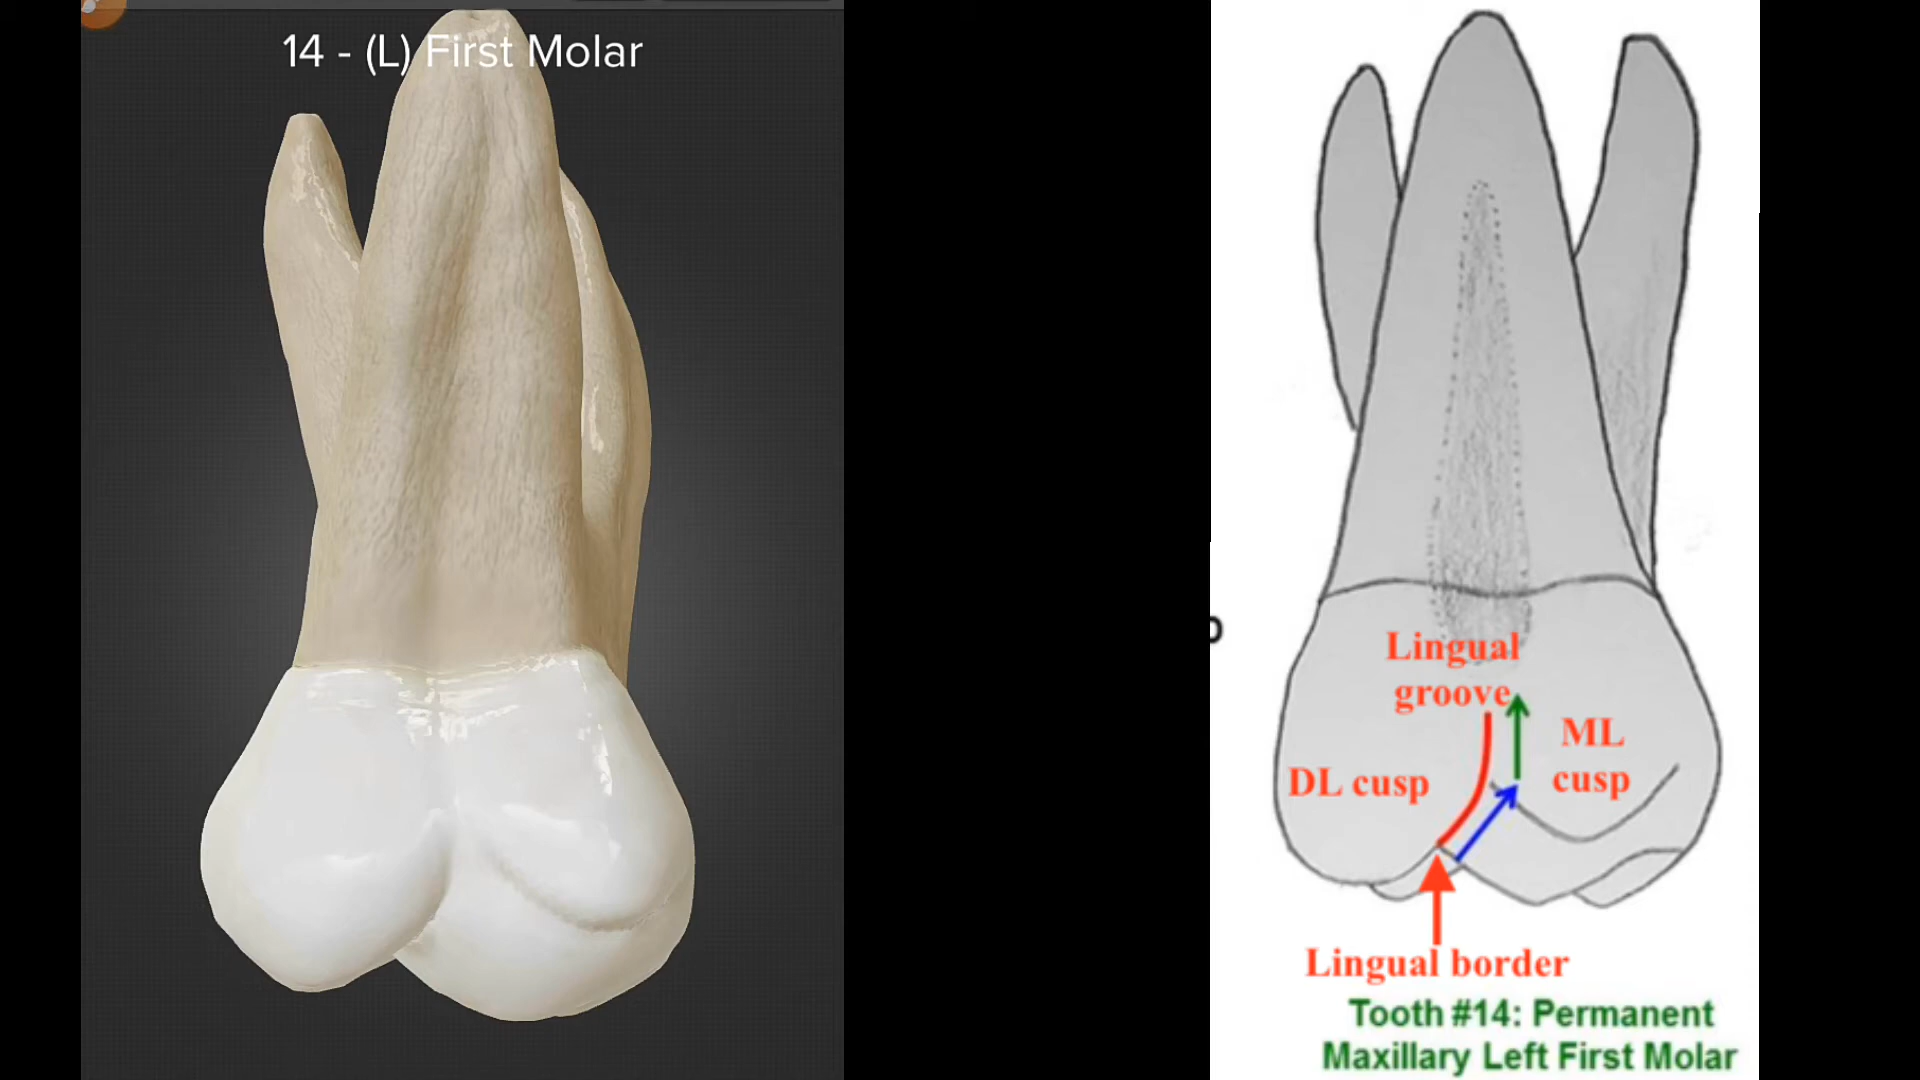 14 - (L) First Molar
Lingual
groove
ML
cusp
DL cusp
Lingual border
Tooth #14: Permanent
Maxillary Left First Molar